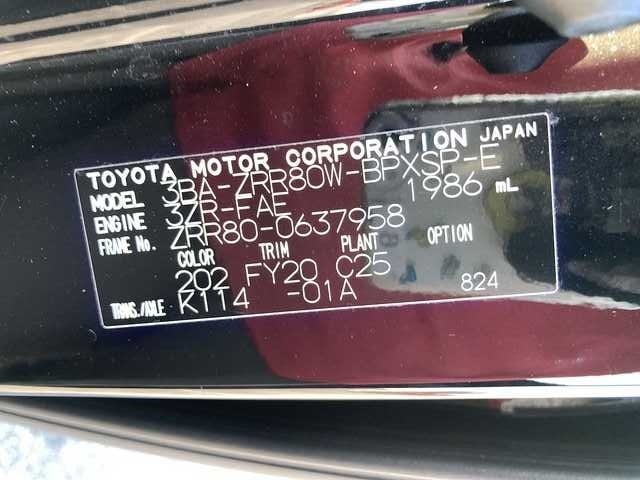 TOYOTA MOTOR CORPORATION JAPAN
MODEL 3BA-ZRR80W-BPXSP-E
ENGINE 3ZR-FAE 1986 mL
FRAME No. ZRR80-0637958
COLOR TRIM PLANT OPTION
202 FY20 C25
TRANS./AXLE K114 -01A 824